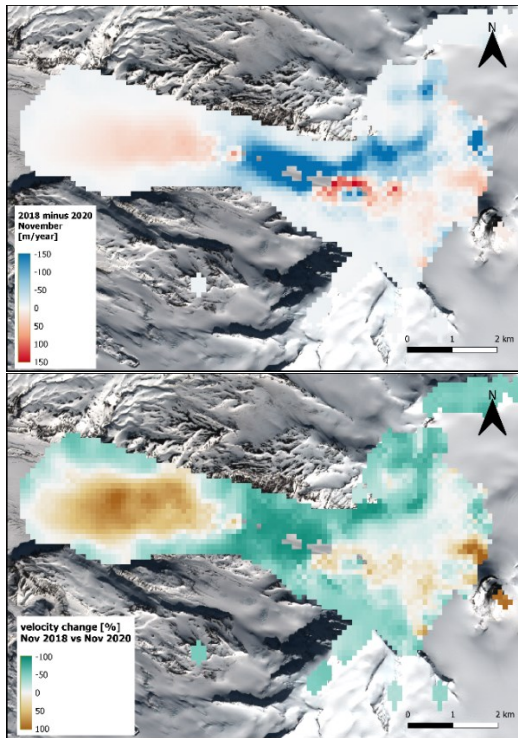 N
2018 minus 2020
November
[m/year]
-150
-100
-50
0
50
100
150
0 1 2 km
N
velocity change [%]
Nov 2018 vs Nov 2020
-100
-50
0
50
100
0 1 2 km